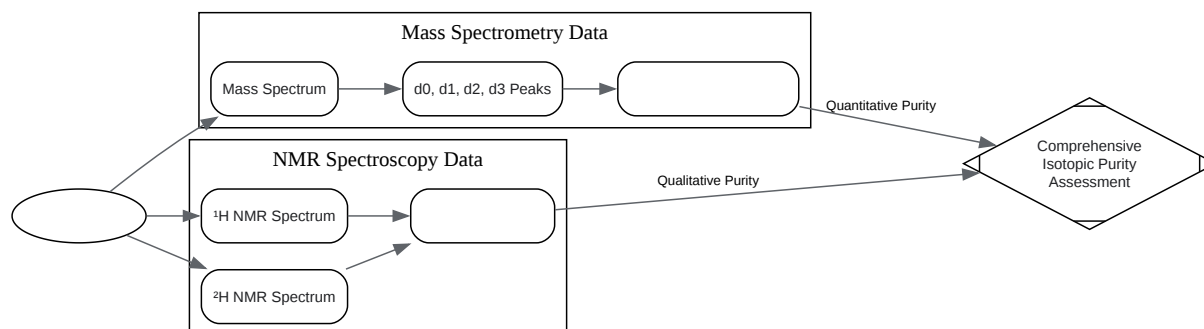 Mass Spectrometry Data
Mass Spectrum
d0, d1, d2, d3 Peaks
Quantitative Purity
NMR Spectroscopy Data
¹H NMR Spectrum
²H NMR Spectrum
Qualitative Purity
Comprehensive
Isotopic Purity
Assessment